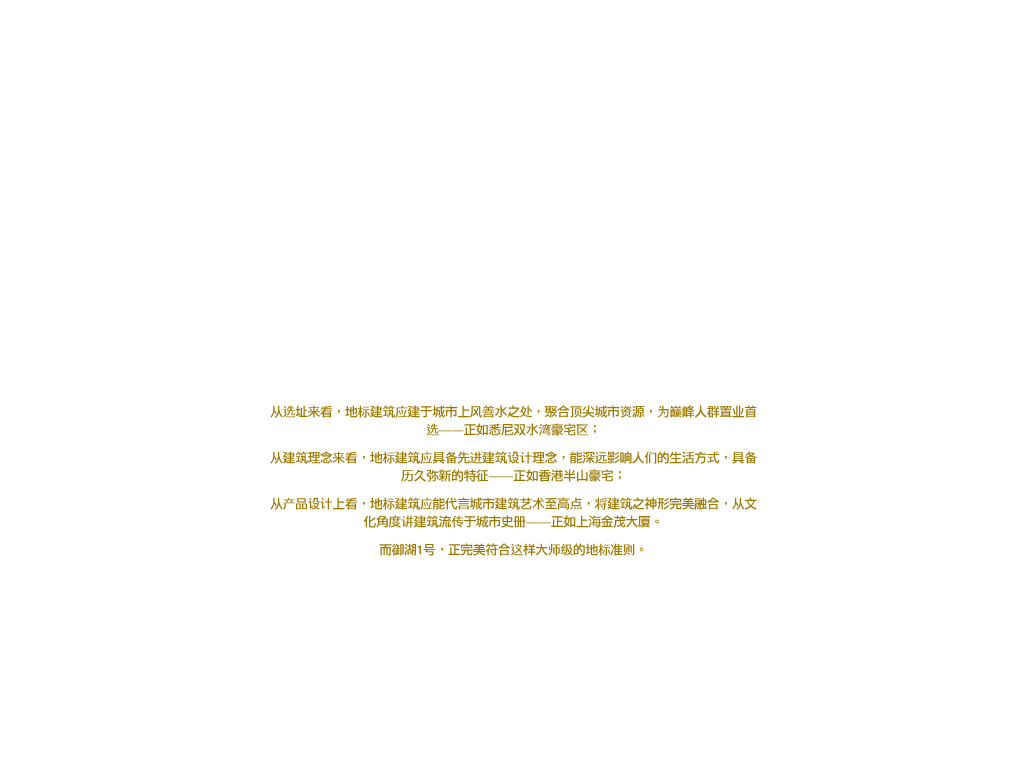 从选址来看，地标建筑应建于城市上风善水之处，聚合顶尖城市资源，为巅峰人群置业首
选——正如悉尼双水湾豪宅区；
从建筑理念来看，地标建筑应具备先进建筑设计理念，能深远影响人们的生活方式，具备
历久弥新的特征——正如香港半山豪宅；
从产品设计上看，地标建筑应能代言城市建筑艺术至高点，将建筑之神形完美融合，从文
化角度讲建筑流传于城市史册——正如上海金茂大厦。
而御湖1号，正完美符合这样大师级的地标准则。